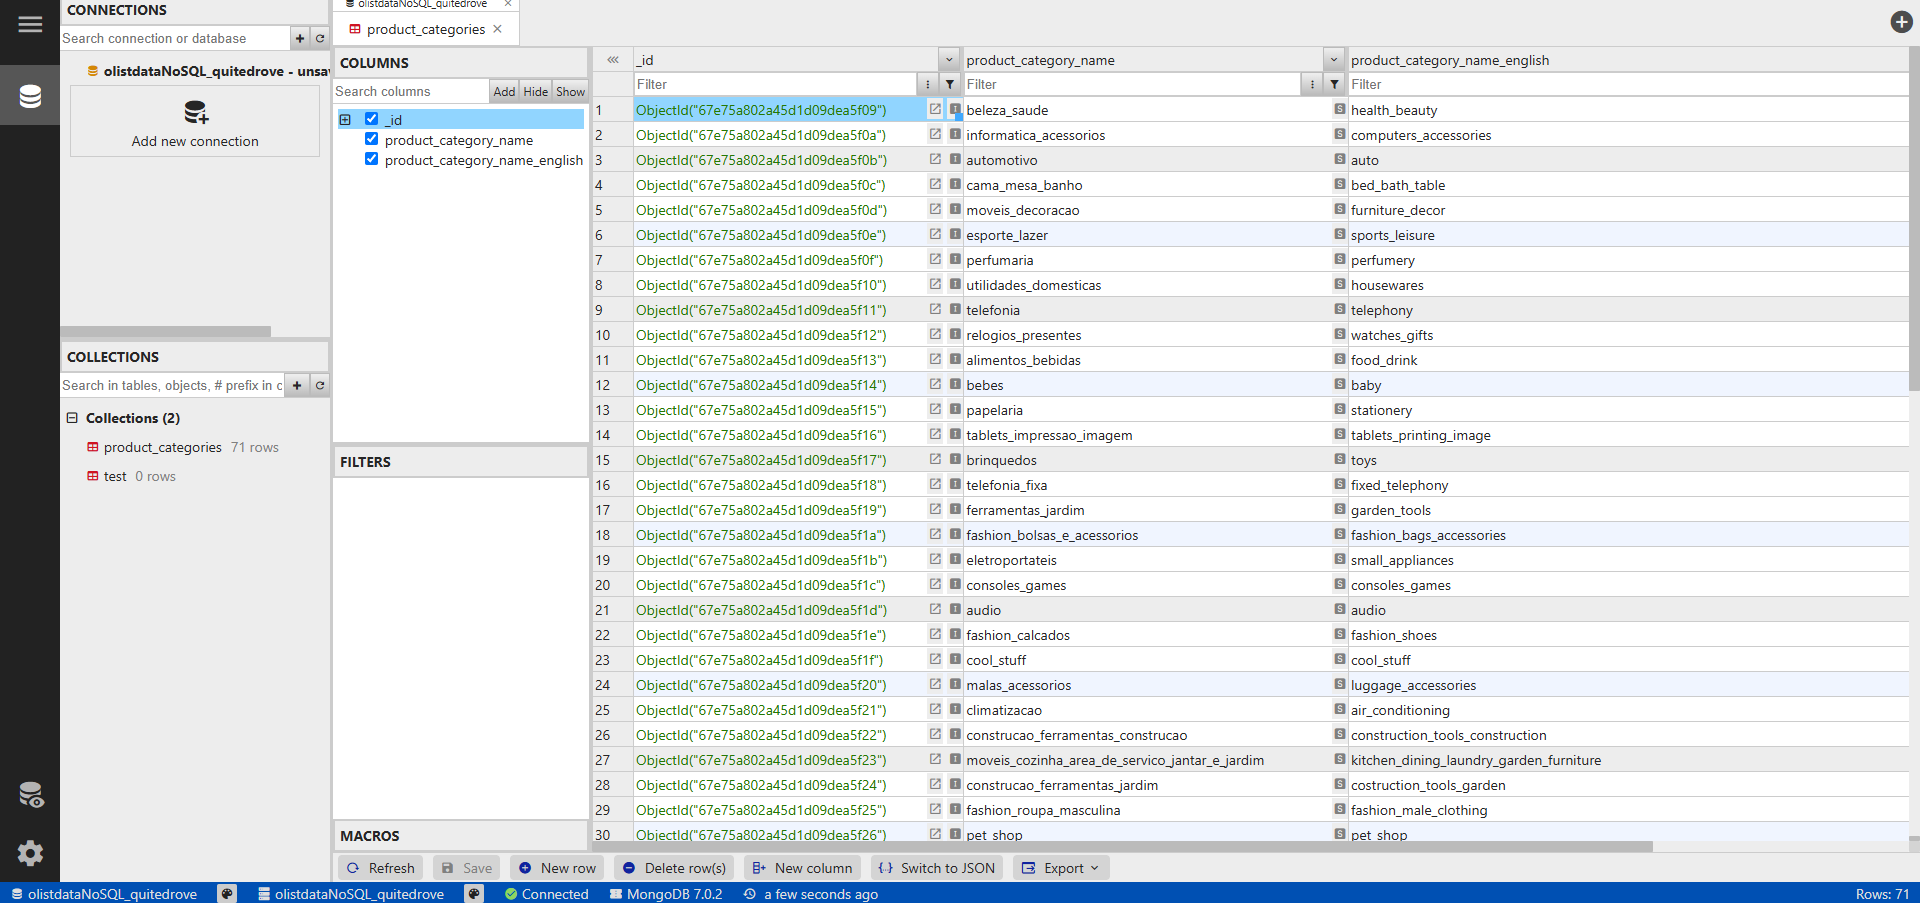 CONNECTIONS
Search connection or database
olistdataNoSQL_quitedrove - unsav
Add new connection
COLLECTIONS
Search in tables, objects, # prefix in c
Collections (2)
product_categories 71 rows
test 0 rows
olistdataNoSQL_quitedrove
product_categories
COLUMNS
Search columns
Add Hide Show
_id
product_category_name
product_category_name_english
FILTERS
MACROS
_id product_category_name product_category_name_english
Filter Filter Filter
1 ObjectId("67e75a802a45d1d09dea5f09") beleza_saude health_beauty
2 ObjectId("67e75a802a45d1d09dea5f0a") informatica_acessorios computers_accessories
3 ObjectId("67e75a802a45d1d09dea5f0b") automotivo auto
4 ObjectId("67e75a802a45d1d09dea5f0c") cama_mesa_banho bed_bath_table
5 ObjectId("67e75a802a45d1d09dea5f0d") moveis_decoracao furniture_decor
6 ObjectId("67e75a802a45d1d09dea5f0e") esporte_lazer sports_leisure
7 ObjectId("67e75a802a45d1d09dea5f0f") perfumaria perfumery
8 ObjectId("67e75a802a45d1d09dea5f10") utilidades_domesticas housewares
9 ObjectId("67e75a802a45d1d09dea5f11") telefonia telephony
10 ObjectId("67e75a802a45d1d09dea5f12") relogios_presentes watches_gifts
11 ObjectId("67e75a802a45d1d09dea5f13") alimentos_bebidas food_drink
12 ObjectId("67e75a802a45d1d09dea5f14") bebes baby
13 ObjectId("67e75a802a45d1d09dea5f15") papelaria stationery
14 ObjectId("67e75a802a45d1d09dea5f16") tablets_impressao_imagem tablets_printing_image
15 ObjectId("67e75a802a45d1d09dea5f17") brinquedos toys
16 ObjectId("67e75a802a45d1d09dea5f18") telefonia_fixa fixed_telephony
17 ObjectId("67e75a802a45d1d09dea5f19") ferramentas_jardim garden_tools
18 ObjectId("67e75a802a45d1d09dea5f1a") fashion_bolsas_e_acessorios fashion_bags_accessories
19 ObjectId("67e75a802a45d1d09dea5f1b") eletroportateis small_appliances
20 ObjectId("67e75a802a45d1d09dea5f1c") consoles_games consoles_games
21 ObjectId("67e75a802a45d1d09dea5f1d") audio audio
22 ObjectId("67e75a802a45d1d09dea5f1e") fashion_calcados fashion_shoes
23 ObjectId("67e75a802a45d1d09dea5f1f") cool_stuff cool_stuff
24 ObjectId("67e75a802a45d1d09dea5f20") malas_acessorios luggage_accessories
25 ObjectId("67e75a802a45d1d09dea5f21") climatizacao air_conditioning
26 ObjectId("67e75a802a45d1d09dea5f22") construcao_ferramentas_construcao construction_tools_construction
27 ObjectId("67e75a802a45d1d09dea5f23") moveis_cozinha_area_de_servico_jantar_e_jardim kitchen_dining_laundry_garden_furniture
28 ObjectId("67e75a802a45d1d09dea5f24") construcao_ferramentas_jardim costruction_tools_garden
29 ObjectId("67e75a802a45d1d09dea5f25") fashion_roupa_masculina fashion_male_clothing
30 ObjectId("67e75a802a45d1d09dea5f26") pet_shop pet_shop
Refresh Save New row Delete row(s) New column Switch to JSON Export
olistdataNoSQL_quitedrove olistdataNoSQL_quitedrove Connected MongoDB 7.0.2 a few seconds ago Rows: 71